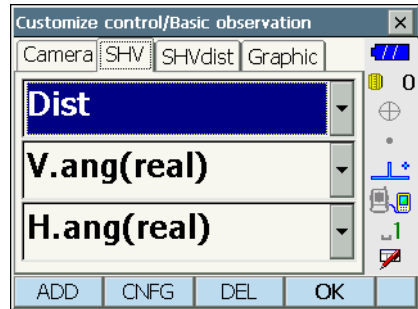 Customize control/Basic observation
Camera SHV SHVdist Graphic
0
Dist
V.ang(real)
H.ang(real)
1
ADD CNFG DEL OK